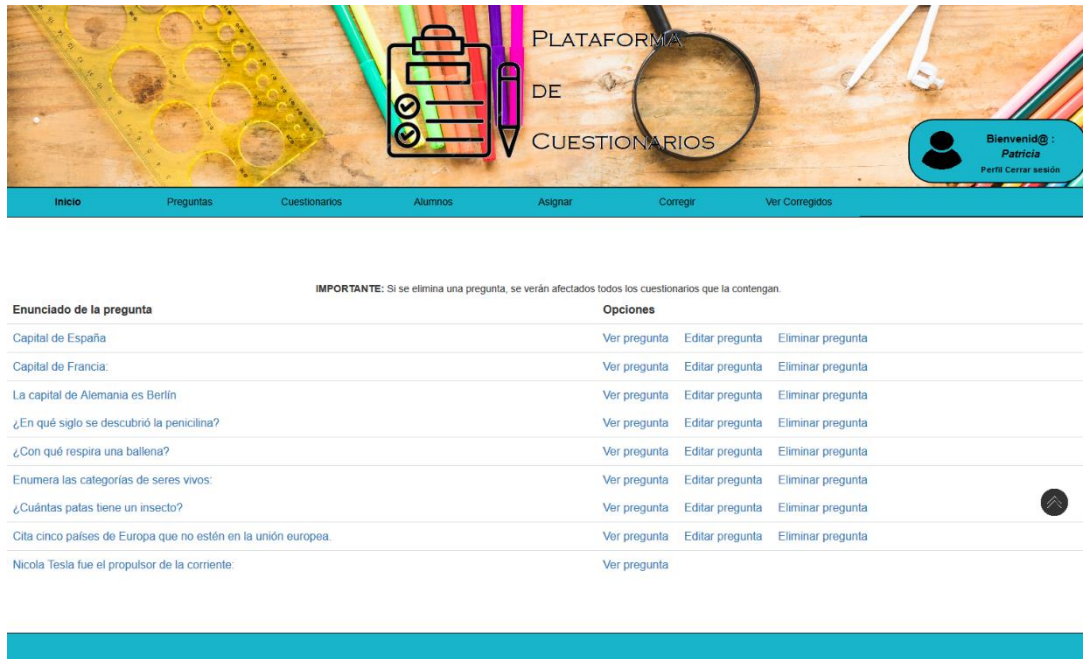 PLATAFORMA
DE
CUESTIONARIOS
Bienvenid@ :
Patricia
Perfil Cerrar sesión
Inicio Preguntas Cuestionarios Alumnos Asignar Corregir Ver Corregidos
IMPORTANTE: Si se elimina una pregunta, se verán afectados todos los cuestionarios que la contengan.
Enunciado de la pregunta Opciones
Capital de España Ver pregunta Editar pregunta Eliminar pregunta
Capital de Francia: Ver pregunta Editar pregunta Eliminar pregunta
La capital de Alemania es Berlín Ver pregunta Editar pregunta Eliminar pregunta
¿En qué siglo se descubrió la penicilina? Ver pregunta Editar pregunta Eliminar pregunta
¿Con qué respira una ballena? Ver pregunta Editar pregunta Eliminar pregunta
Enumera las categorías de seres vivos: Ver pregunta Editar pregunta Eliminar pregunta
¿Cuántas patas tiene un insecto? Ver pregunta Editar pregunta Eliminar pregunta
Cita cinco países de Europa que no estén en la unión europea. Ver pregunta Editar pregunta Eliminar pregunta
Nicola Tesla fue el propulsor de la corriente: Ver pregunta